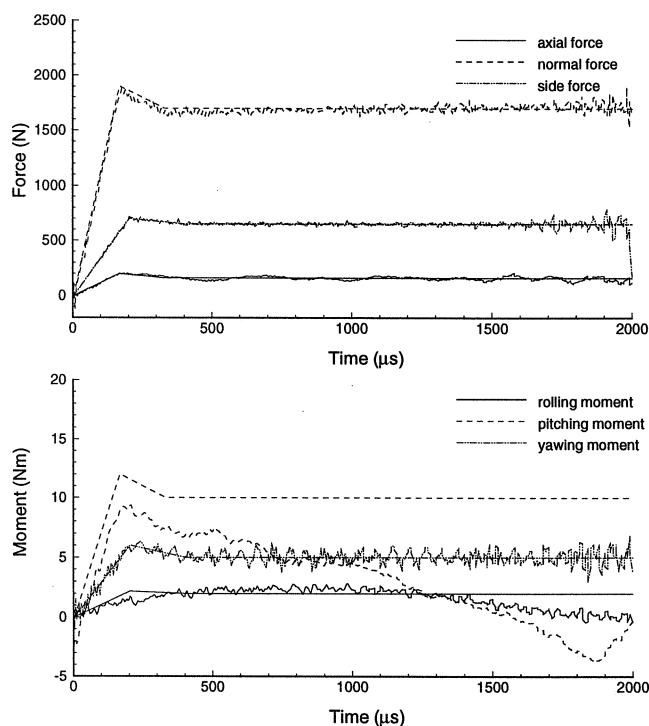 2500
2000
1500
1000
500
0
Force (N)
axial force
normal force
side force
0
500
1000
1500
2000
Time (μs)
20
15
10
5
0
-5
Moment (Nm)
rolling moment
pitching moment
yawing moment
0
500
1000
1500
2000
Time (μs)